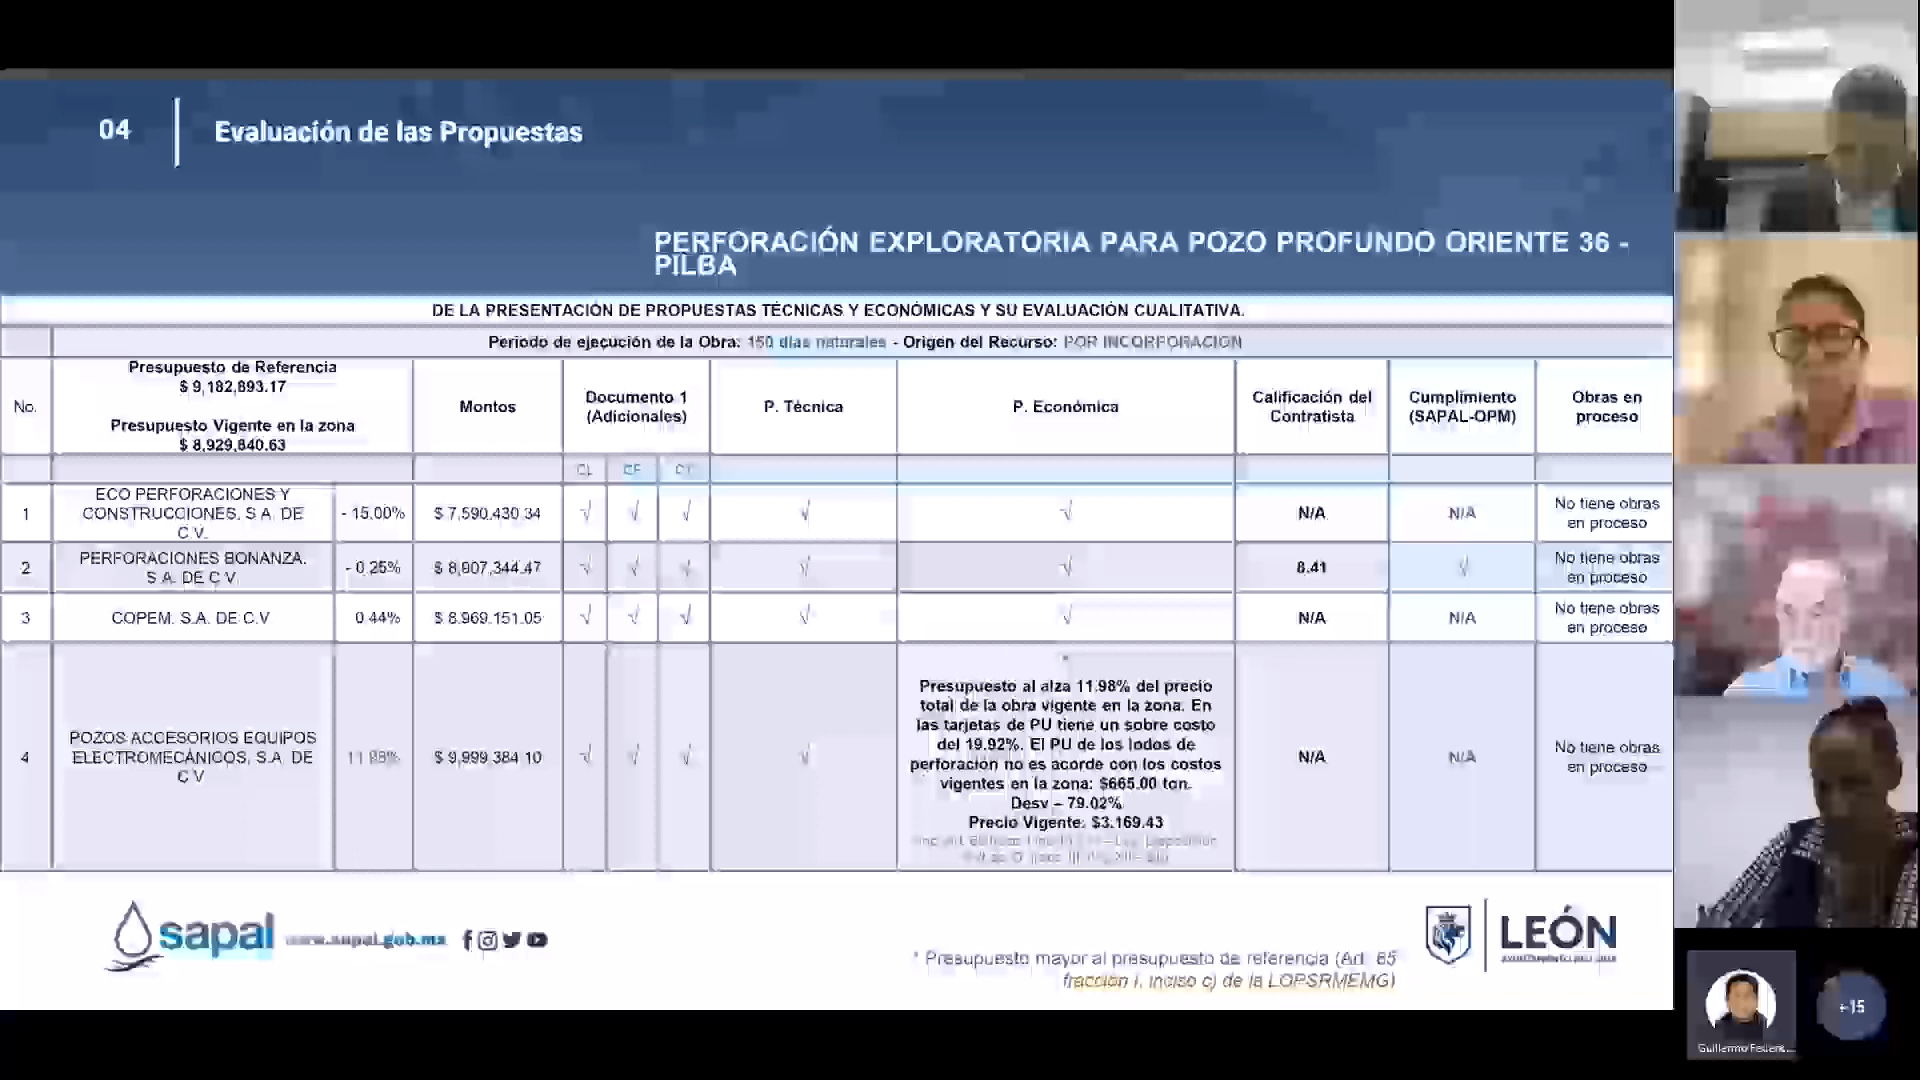 04
Evaluación de las Propuestas
PERFORACIÓN EXPLORATORIA PARA POZO PROFUNDO ORIENTE 36 -
PILBA
DE LA PRESENTACIÓN DE PROPUESTAS TÉCNICAS Y ECONÓMICAS Y SU EVALUACIÓN CUALITATIVA.
Periodo de ejecución de la Obra: 150 días naturales - Origen del Recurso: POR INCORPORACION
No.
Presupuesto de Referencia
$ 9,182,893.17
Presupuesto Vigente en la zona
$ 8,929,840.63
Montos
Documento 1
(Adicionales)
P. Técnica
P. Económica
Calificación del
Contratista
Cumplimiento
(SAPAL-OPM)
Obras en
proceso
CL
1
ECO PERFORACIONES Y
CONSTRUCCIONES, S.A. DE
C.V.
- 15.00%
$ 7,590,430.34
√ √ √ √ √
N/A
N/A
No tiene obras
en proceso
2
PERFORACIONES BONANZA.
S.A. DE C.V
- 0.25%
$ 8,907,344.47
√ √ √ √ √
8.41
√
No tiene obras
en proceso
3
COPEM. S.A. DE C.V
0.44%
$ 8,969,151.05
√ √ √ √ √
N/A
N/A
No tiene obras
en proceso
4
POZOS ACCESORIOS EQUIPOS
ELECTROMECÁNICOS, S.A. DE
C.V
11.98%
$ 9,999,384.10
√ √ √ √
*
Presupuesto al alza 11.98% del precio
total de la obra vigente en la zona. En
las tarjetas de PU tiene un sobre costo
del 19.92%. El PU de los lodos de
perforación no es acorde con los costos
vigentes en la zona: $665.00 ton.
Desv – 79.02%
Precio Vigente: $3,169.43
N/A
N/A
No tiene obras
en proceso
sapal
www.sapal.gob.mx
* Presupuesto mayor al presupuesto de referencia (Art. 65
fracción I, inciso c) de la LOPSRMEMG)
LEÓN
Guillermo
+15